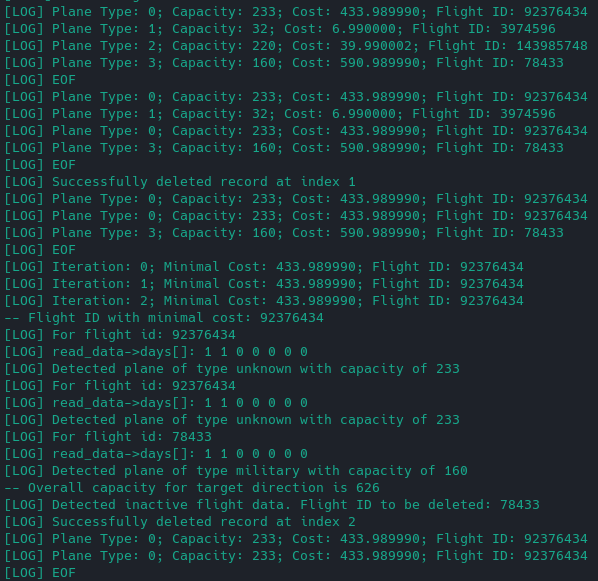 [LOG] Plane Type: 0; Capacity: 233; Cost: 433.989990; Flight ID: 92376434
[LOG] Plane Type: 1; Capacity: 32; Cost: 6.990000; Flight ID: 3974596
[LOG] Plane Type: 2; Capacity: 220; Cost: 39.990002; Flight ID: 143985748
[LOG] Plane Type: 3; Capacity: 160; Cost: 590.989990; Flight ID: 78433
[LOG] EOF
[LOG] Plane Type: 0; Capacity: 233; Cost: 433.989990; Flight ID: 92376434
[LOG] Plane Type: 1; Capacity: 32; Cost: 6.990000; Flight ID: 3974596
[LOG] Plane Type: 0; Capacity: 233; Cost: 433.989990; Flight ID: 92376434
[LOG] Plane Type: 3; Capacity: 160; Cost: 590.989990; Flight ID: 78433
[LOG] EOF
[LOG] Successfully deleted record at index 1
[LOG] Plane Type: 0; Capacity: 233; Cost: 433.989990; Flight ID: 92376434
[LOG] Plane Type: 0; Capacity: 233; Cost: 433.989990; Flight ID: 92376434
[LOG] Plane Type: 3; Capacity: 160; Cost: 590.989990; Flight ID: 78433
[LOG] EOF
[LOG] Iteration: 0; Minimal Cost: 433.989990; Flight ID: 92376434
[LOG] Iteration: 1; Minimal Cost: 433.989990; Flight ID: 92376434
[LOG] Iteration: 2; Minimal Cost: 433.989990; Flight ID: 92376434
-- Flight ID with minimal cost: 92376434
[LOG] For flight id: 92376434
[LOG] read_data->days[]: 1 1 0 0 0 0 0
[LOG] Detected plane of type unknown with capacity of 233
[LOG] For flight id: 92376434
[LOG] read_data->days[]: 1 1 0 0 0 0 0
[LOG] Detected plane of type unknown with capacity of 233
[LOG] For flight id: 78433
[LOG] read_data->days[]: 1 1 0 0 0 0 0
[LOG] Detected plane of type military with capacity of 160
-- Overall capacity for target direction is 626
[LOG] Detected inactive flight data. Flight ID to be deleted: 78433
[LOG] Successfully deleted record at index 2
[LOG] Plane Type: 0; Capacity: 233; Cost: 433.989990; Flight ID: 92376434
[LOG] Plane Type: 0; Capacity: 233; Cost: 433.989990; Flight ID: 92376434
[LOG] EOF